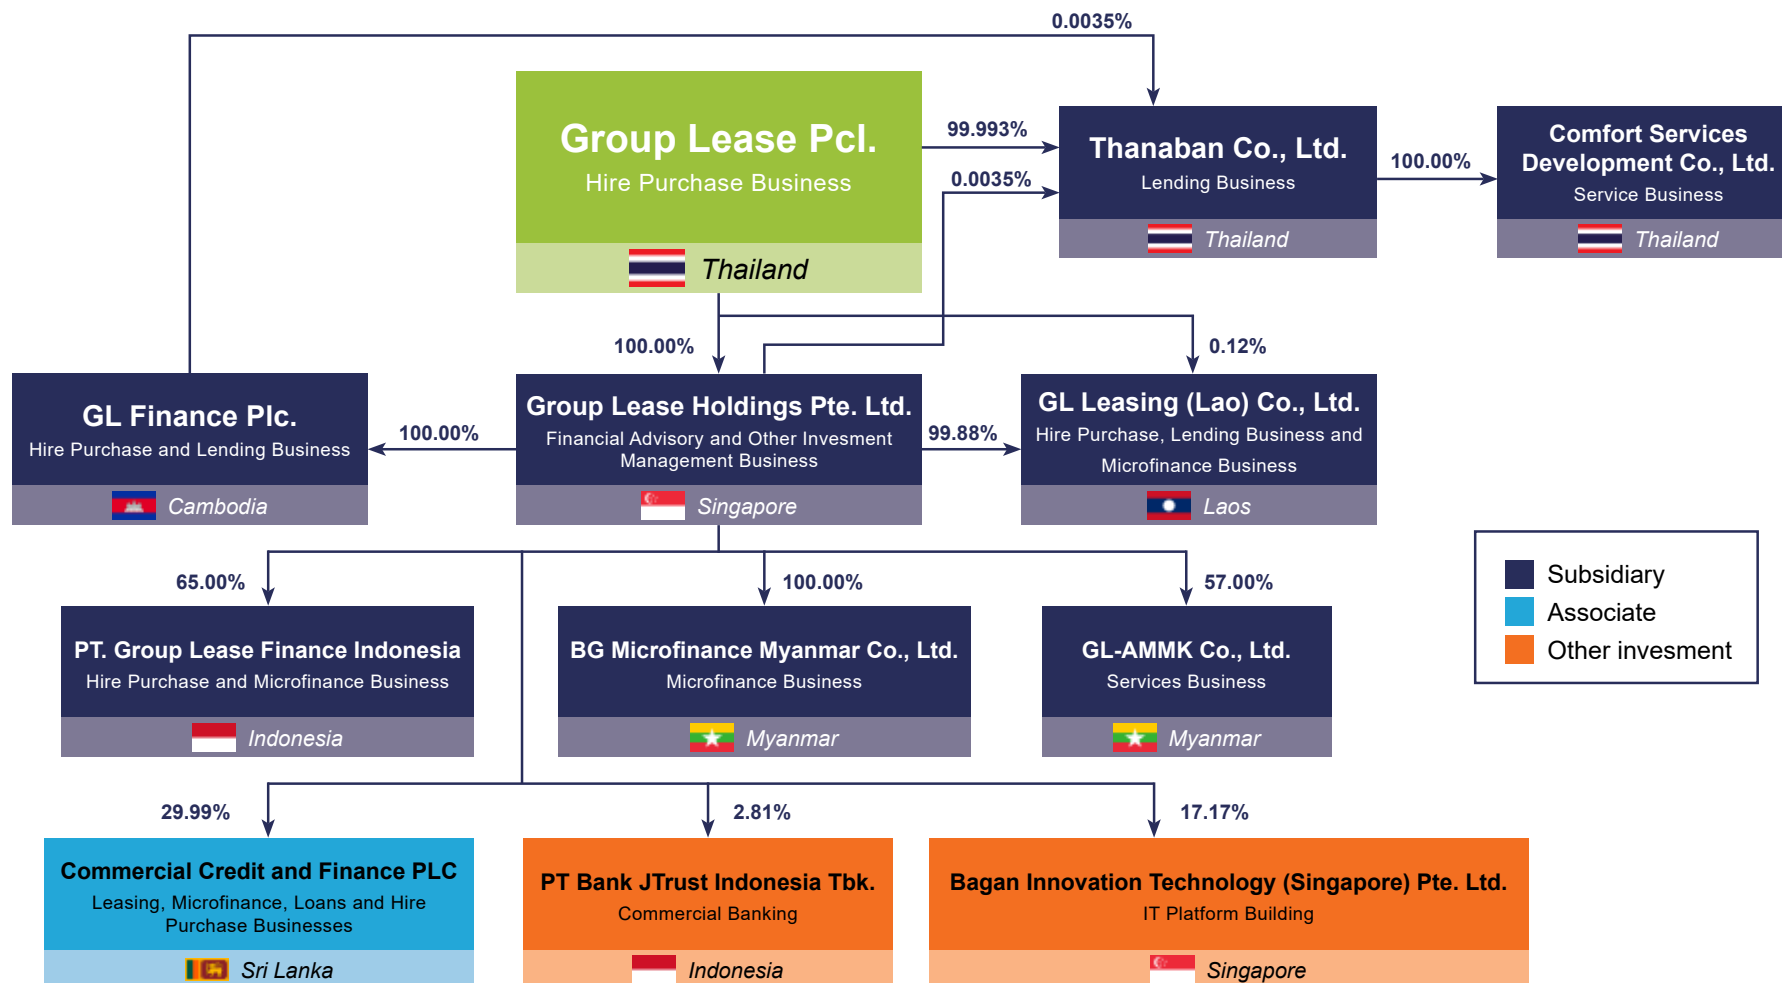 0.0035%
Group Lease Pcl.
Hire Purchase Business
Thailand
99.993%
0.0035%
Thanaban Co., Ltd.
Lending Business
Thailand
100.00%
Comfort Services
Development Co., Ltd.
Service Business
Thailand
100.00%
0.12%
GL Finance Plc.
Hire Purchase and Lending Business
Cambodia
100.00%
Group Lease Holdings Pte. Ltd.
Financial Advisory and Other Invesment
Management Business
Singapore
99.88%
GL Leasing (Lao) Co., Ltd.
Hire Purchase, Lending Business and
Microfinance Business
Laos
Subsidiary
Associate
Other invesment
65.00%
100.00%
57.00%
PT. Group Lease Finance Indonesia
Hire Purchase and Microfinance Business
Indonesia
BG Microfinance Myanmar Co., Ltd.
Microfinance Business
Myanmar
GL-AMMK Co., Ltd.
Services Business
Myanmar
29.99%
2.81%
17.17%
Commercial Credit and Finance PLC
Leasing, Microfinance, Loans and Hire
Purchase Businesses
Sri Lanka
PT Bank JTrust Indonesia Tbk.
Commercial Banking
Indonesia
Bagan Innovation Technology (Singapore) Pte. Ltd.
IT Platform Building
Singapore